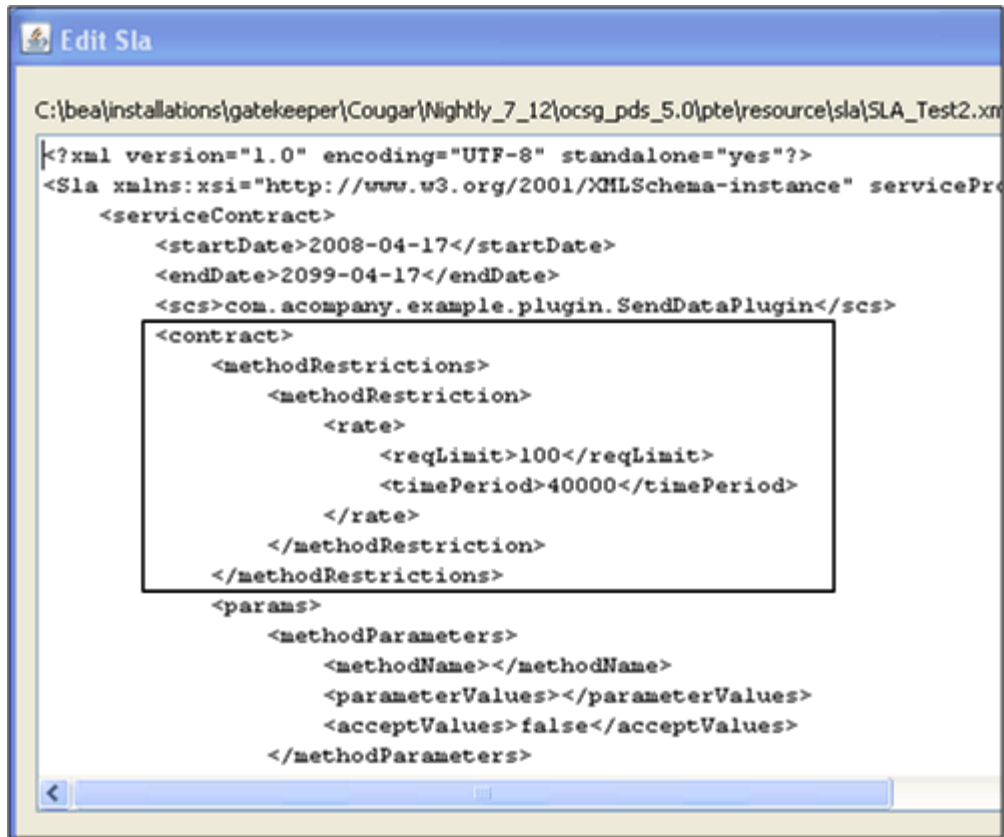 Edit Sla
C:\bea\installations\gatekeeper\Cougar\Nightly_7_12\ocsg_pds_5.0\pte\resource\sla\SLA_Test2.xm
<?xml version="1.0" encoding="UTF-8" standalone="yes"?>
<Sla xmlns:xsi="http://www.w3.org/2001/XMLSchema-instance" servicePro
<serviceContract>
<startDate>2008-04-17</startDate>
<endDate>2099-04-17</endDate>
<scs>com.acompany.example.plugin.SendDataPlugin</scs>
<contract>
<methodRestrictions>
<methodRestriction>
<rate>
<reqLimit>100</reqLimit>
<timePeriod>40000</timePeriod>
</rate>
</methodRestriction>
</methodRestrictions>
<params>
<methodParameters>
<methodName></methodName>
<parameterValues></parameterValues>
<acceptValues>false</acceptValues>
</methodParameters>